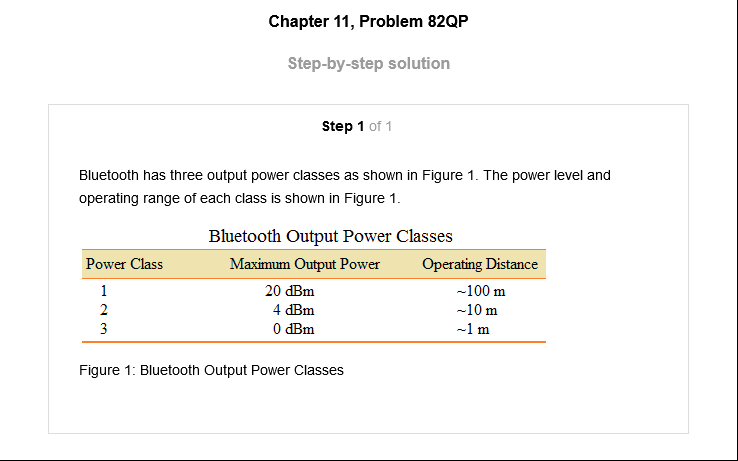 Chapter 11, Problem 82QP
Step-by-step solution
Step 1 of 1
Bluetooth has three output power classes as shown in Figure 1. The power level and
operating range of each class is shown in Figure 1.
Bluetooth Output Power Classes
Power Class Maximum Output Power Operating Distance
1 20 dBm ~100 m
2 4 dBm ~10 m
3 0 dBm ~1 m
Figure 1: Bluetooth Output Power Classes